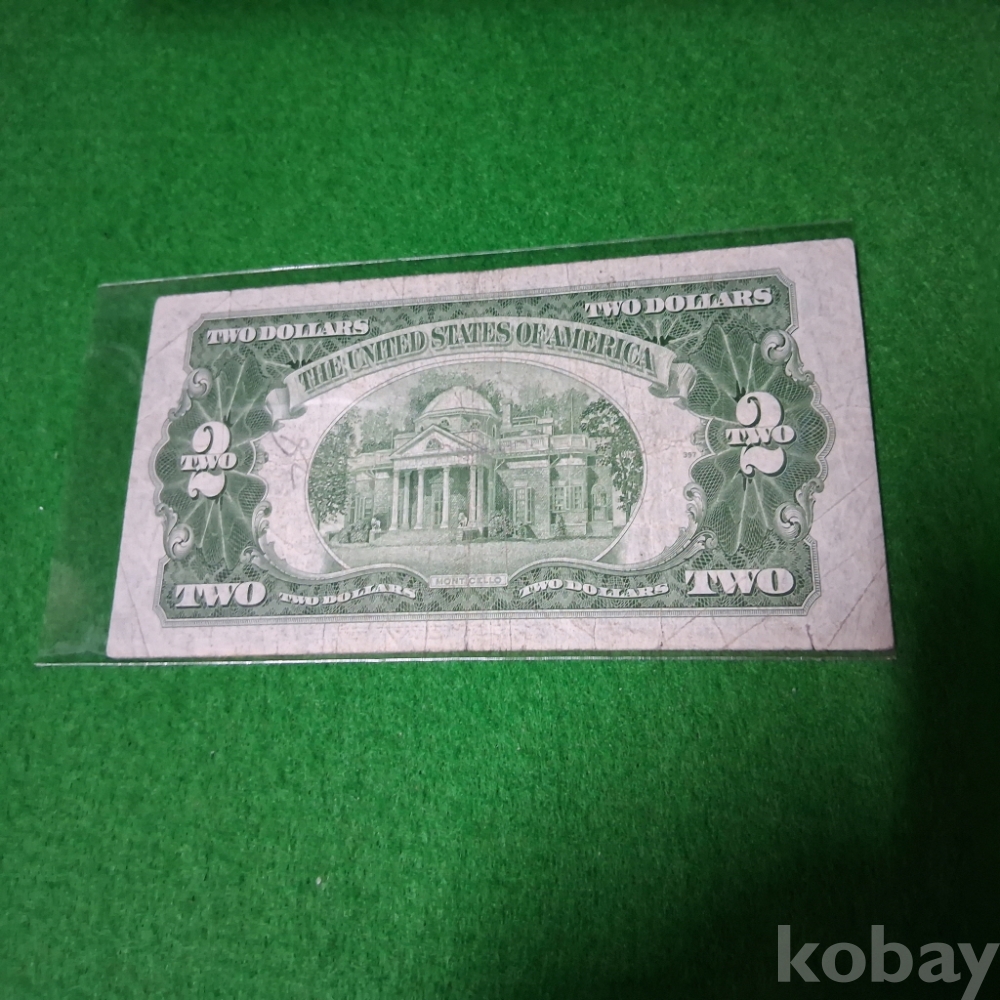 TWO DOLLARS
TWO DOLLARS
THE UNITED STATES OF AMERICA
2
TWO
2
TWO
357
MONTICELLO
TWO
TWO DOLLARS
TWO DOLLARS
TWO
kobay